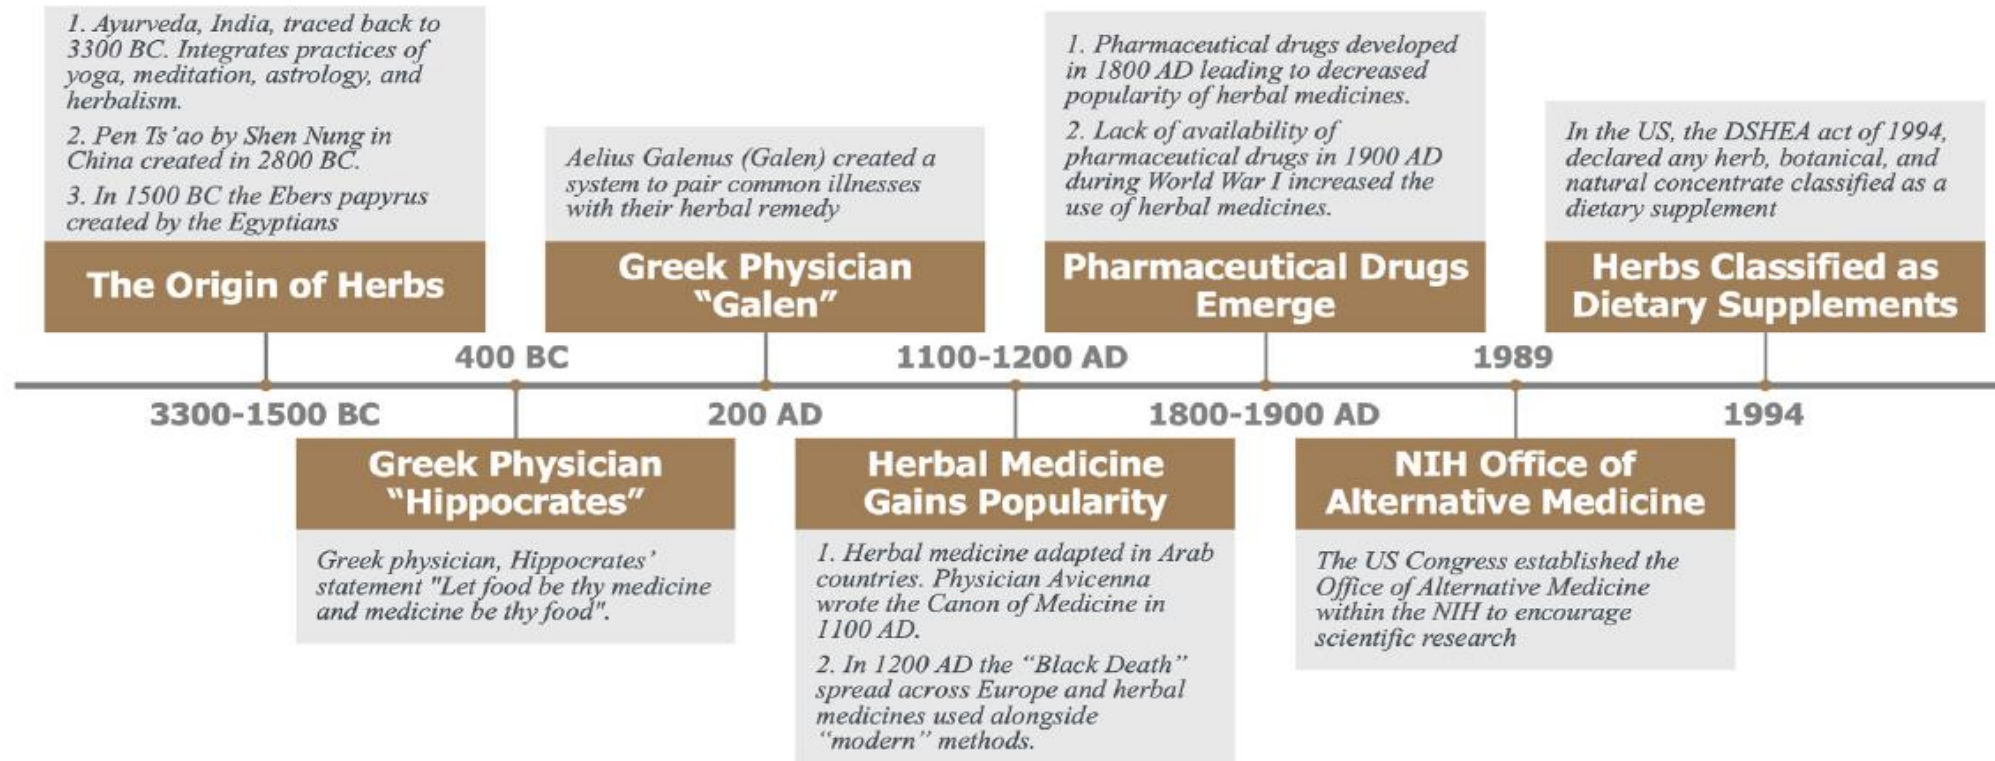 1. Ayurveda, India, traced back to
3300 BC. Integrates practices of
yoga, meditation, astrology, and
herbalism.
2. Pen Ts’ao by Shen Nung in
China created in 2800 BC.
3. In 1500 BC the Ebers papyrus
created by the Egyptians
The Origin of Herbs
3300-1500 BC
400 BC
Greek Physician
“Hippocrates”
Greek physician, Hippocrates’
statement "Let food be thy medicine
and medicine be thy food".
Aelius Galenus (Galen) created a
system to pair common illnesses
with their herbal remedy
Greek Physician
“Galen”
200 AD
1100-1200 AD
Herbal Medicine
Gains Popularity
1. Herbal medicine adapted in Arab
countries. Physician Avicenna
wrote the Canon of Medicine in
1100 AD.
2. In 1200 AD the “Black Death”
spread across Europe and herbal
medicines used alongside
“modern” methods.
1. Pharmaceutical drugs developed
in 1800 AD leading to decreased
popularity of herbal medicines.
2. Lack of availability of
pharmaceutical drugs in 1900 AD
during World War I increased the
use of herbal medicines.
Pharmaceutical Drugs
Emerge
1800-1900 AD
1989
NIH Office of
Alternative Medicine
The US Congress established the
Office of Alternative Medicine
within the NIH to encourage
scientific research
In the US, the DSHEA act of 1994,
declared any herb, botanical, and
natural concentrate classified as a
dietary supplement
Herbs Classified as
Dietary Supplements
1994